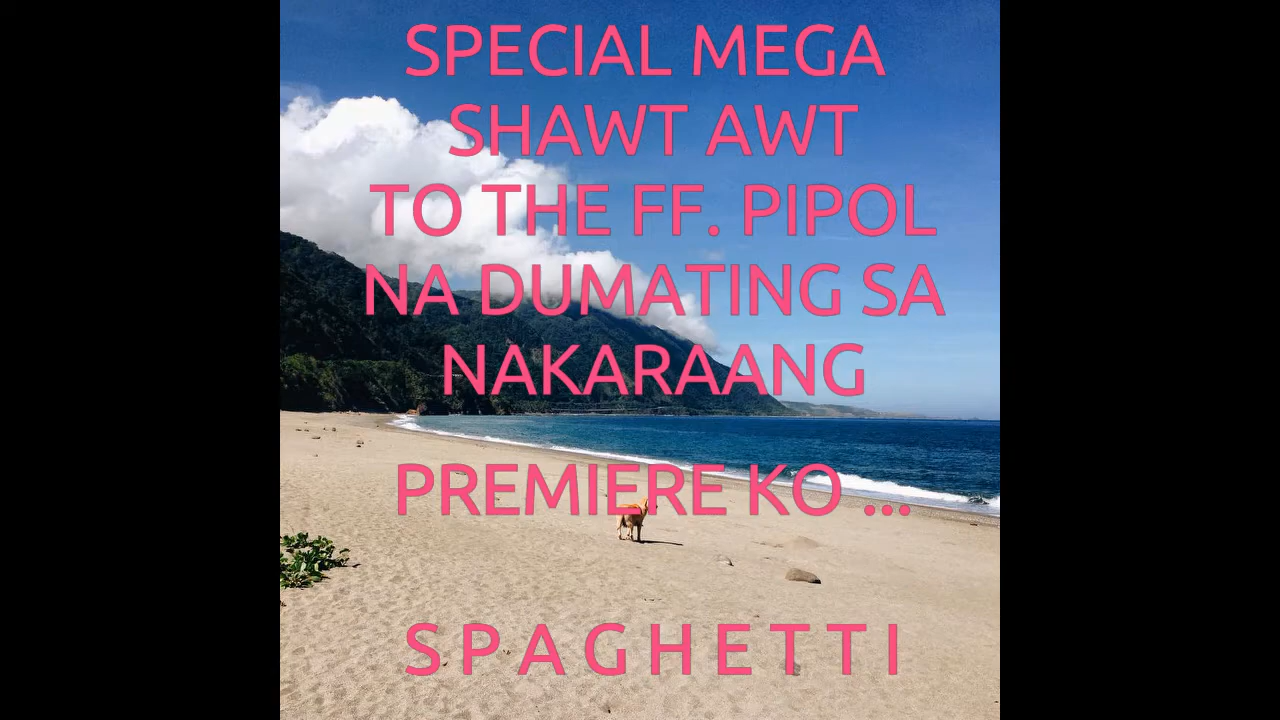 SPECIAL MEGA
SHAWT AWT
TO THE FF. PIPOL
NA DUMATING SA
NAKARAANG
PREMIERE KO ...
S P A G H E T T I